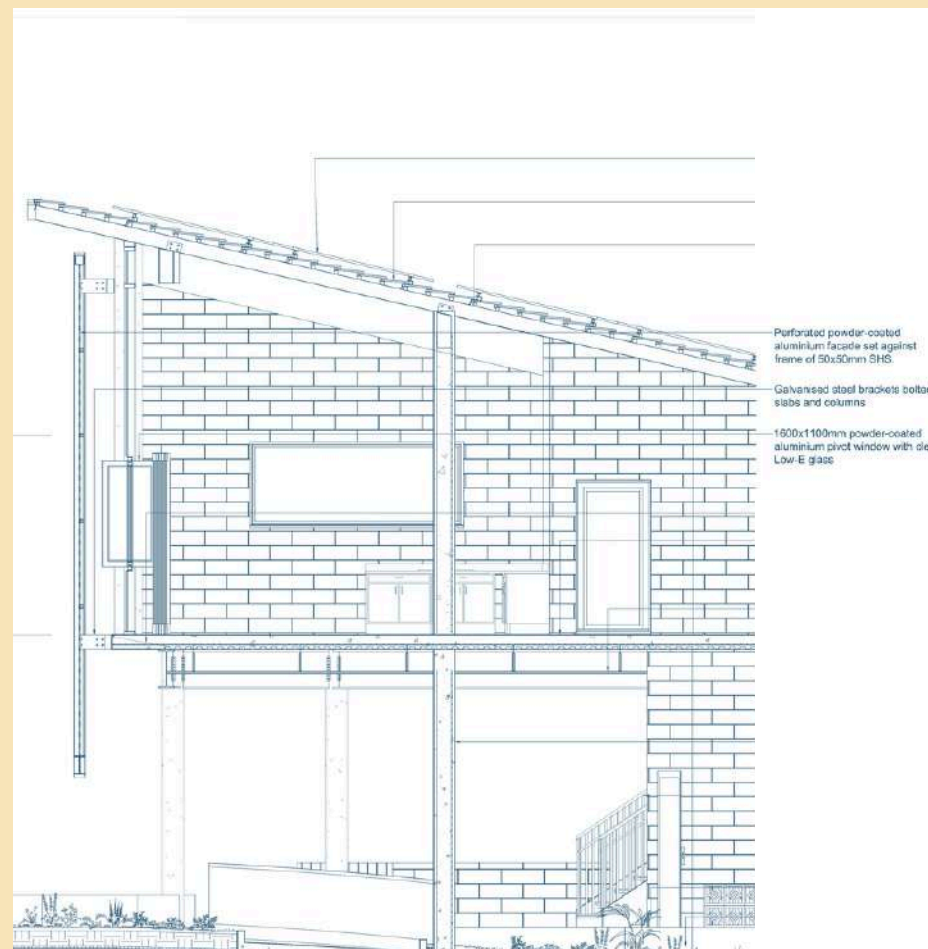 Perforated powder-coated
aluminium facade set against
frame of 50x50mm SHS.
Galvanised steel brackets bolted
slabs and columns
1600x1100mm powder-coated
aluminium pivot window with
Low-E glass